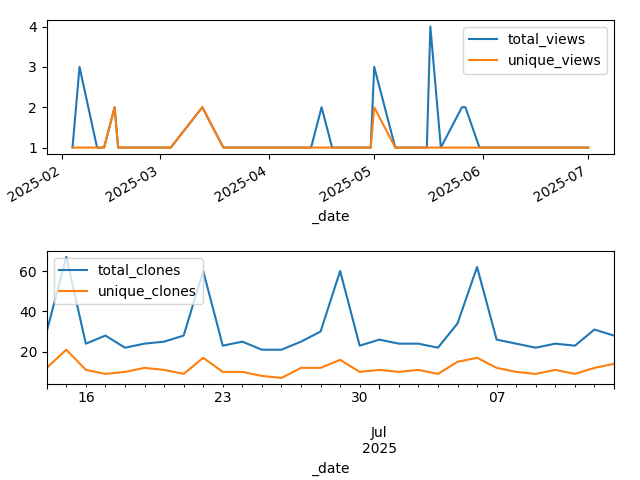 4
3
2
1
total_views
unique_views
2025-02
2025-03
2025-04
2025-05
2025-06
2025-07
_date
60
40
20
total_clones
unique_clones
16
23
30
07
Jul
2025
_date